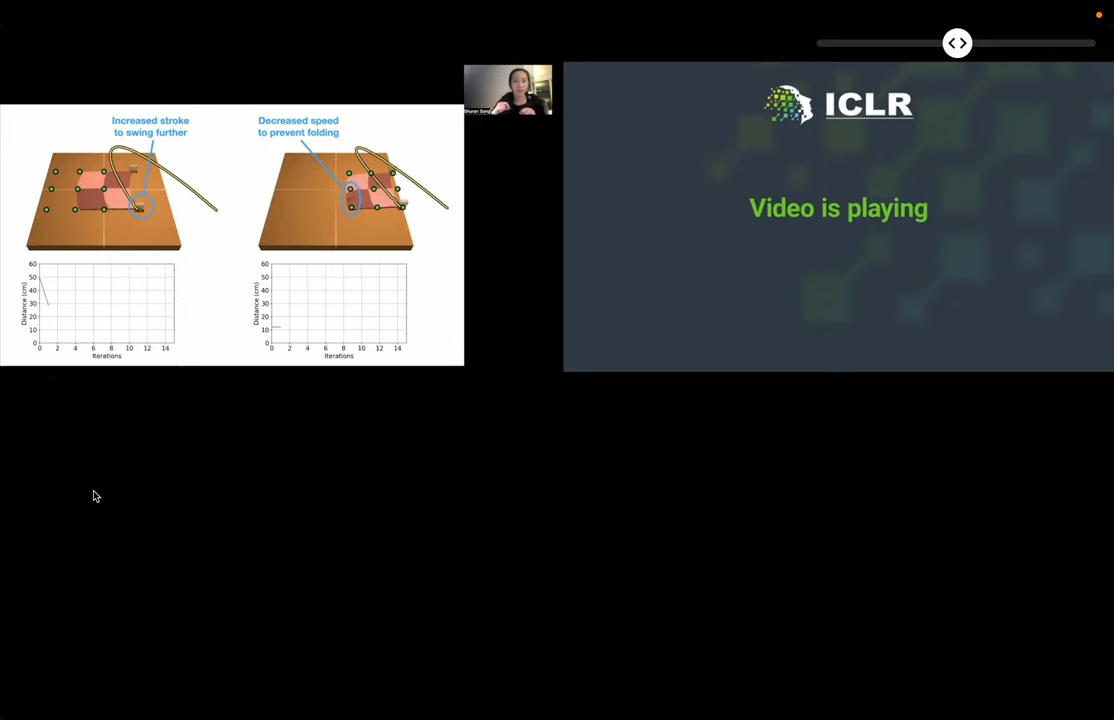 Shuran Song
ICLR
Video is playing
Increased stroke
to swing further
Decreased speed
to prevent folding
60
50
40
30
20
10
0
Distance (cm)
0 2 4 6 8 10 12 14
Iterations
60
50
40
30
20
10
0
Distance (cm)
0 2 4 6 8 10 12 14
Iterations